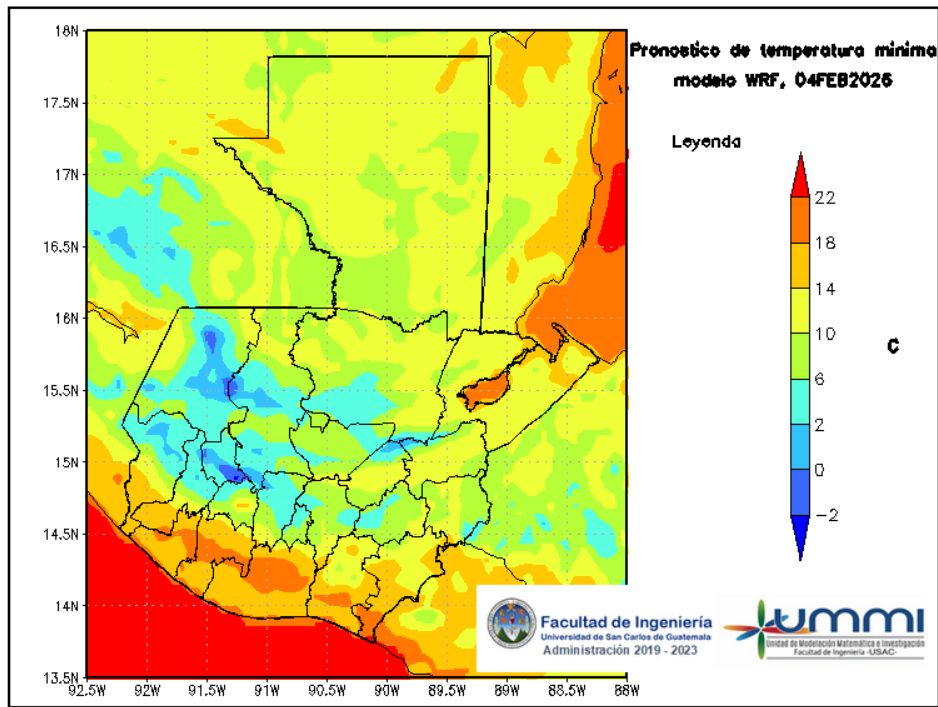 Pronostico de temperatura minima
modelo WRF, 04FEB2026
Leyenda
22
18
14
10
6
2
0
−2
C
18N
17.5N
17N
16.5N
16N
15.5N
15N
14.5N
14N
13.5N
92.5W
92W
91.5W
91W
90.5W
90W
89.5W
89W
88.5W
88W
Facultad de Ingeniería
Universidad de San Carlos de Guatemala
Administración 2019 - 2023
UMMI
Unidad de Modelación Matemática e Investigación
Facultad de Ingeniería -USAC-